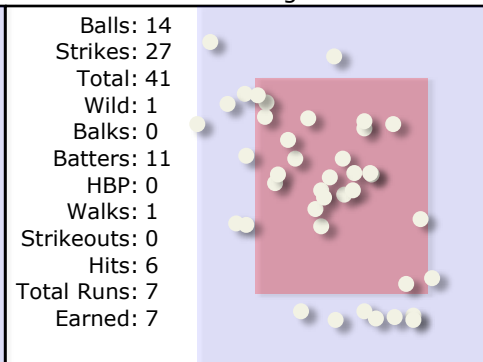 Balls: 14
Strikes: 27
Total: 41
Wild: 1
Balks: 0
Batters: 11
HBP: 0
Walks: 1
Strikeouts: 0
Hits: 6
Total Runs: 7
Earned: 7